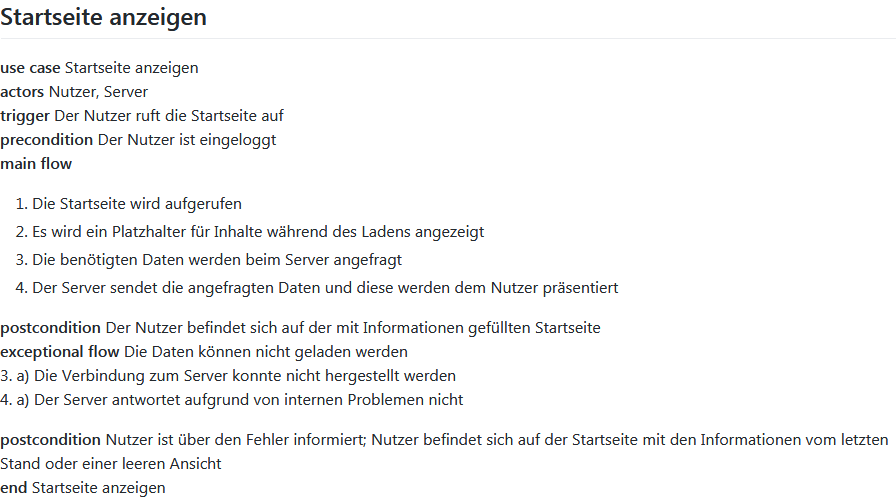 Startseite anzeigen
use case Startseite anzeigen
actors Nutzer, Server
trigger Der Nutzer ruft die Startseite auf
precondition Der Nutzer ist eingeloggt
main flow
1. Die Startseite wird aufgerufen
2. Es wird ein Platzhalter für Inhalte während des Ladens angezeigt
3. Die benötigten Daten werden beim Server angefragt
4. Der Server sendet die angefragten Daten und diese werden dem Nutzer präsentiert
postcondition Der Nutzer befindet sich auf der mit Informationen gefüllten Startseite
exceptional flow Die Daten können nicht geladen werden
3. a) Die Verbindung zum Server konnte nicht hergestellt werden
4. a) Der Server antwortet aufgrund von internen Problemen nicht
postcondition Nutzer ist über den Fehler informiert; Nutzer befindet sich auf der Startseite mit den Informationen vom letzten
Stand oder einer leeren Ansicht
end Startseite anzeigen